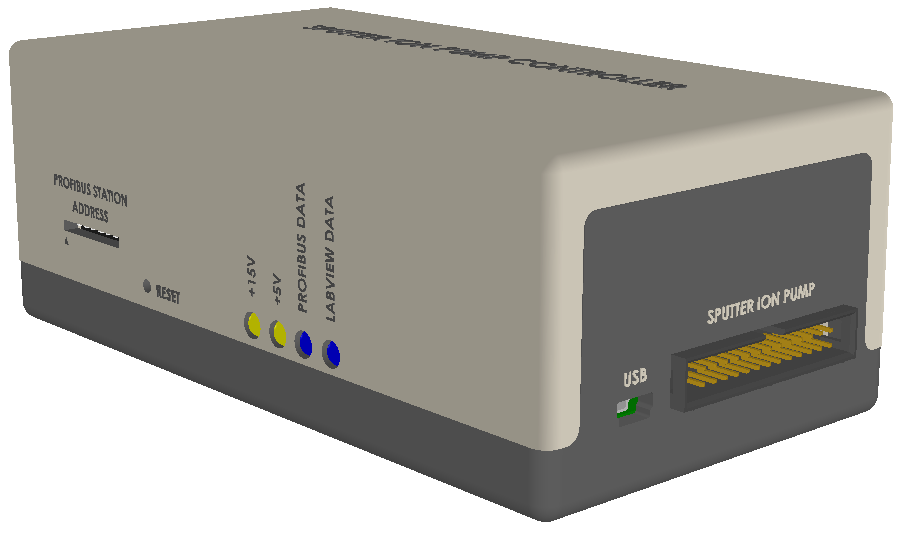 SPUTTER ION PUMP CONTROLLER
PROFIBUS STATION
ADDRESS
RESET
+15V
+5V
PROFIBUS DATA
LABVIEW DATA
SPUTTER ION PUMP
USB